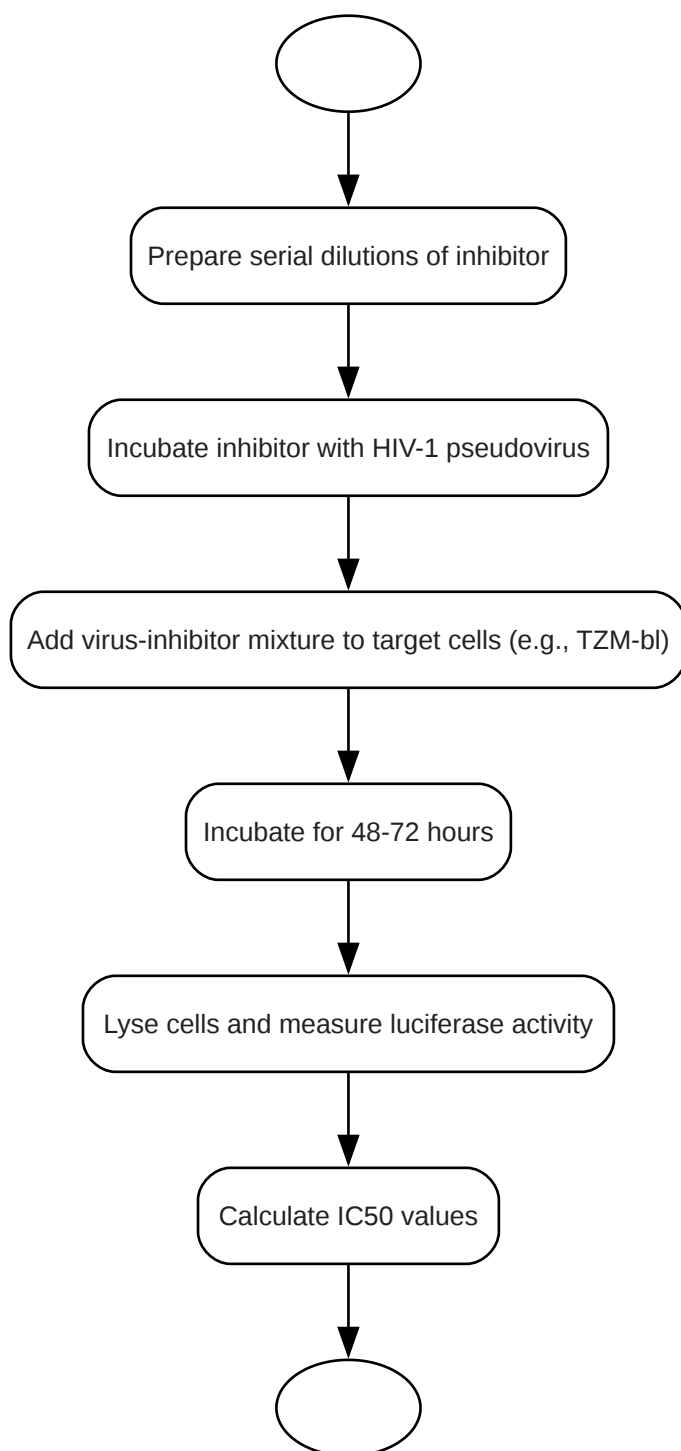 Prepare serial dilutions of inhibitor
Incubate inhibitor with HIV-1 pseudovirus
Add virus-inhibitor mixture to target cells (e.g., TZM-bl)
Incubate for 48-72 hours
Lyse cells and measure luciferase activity
Calculate IC50 values